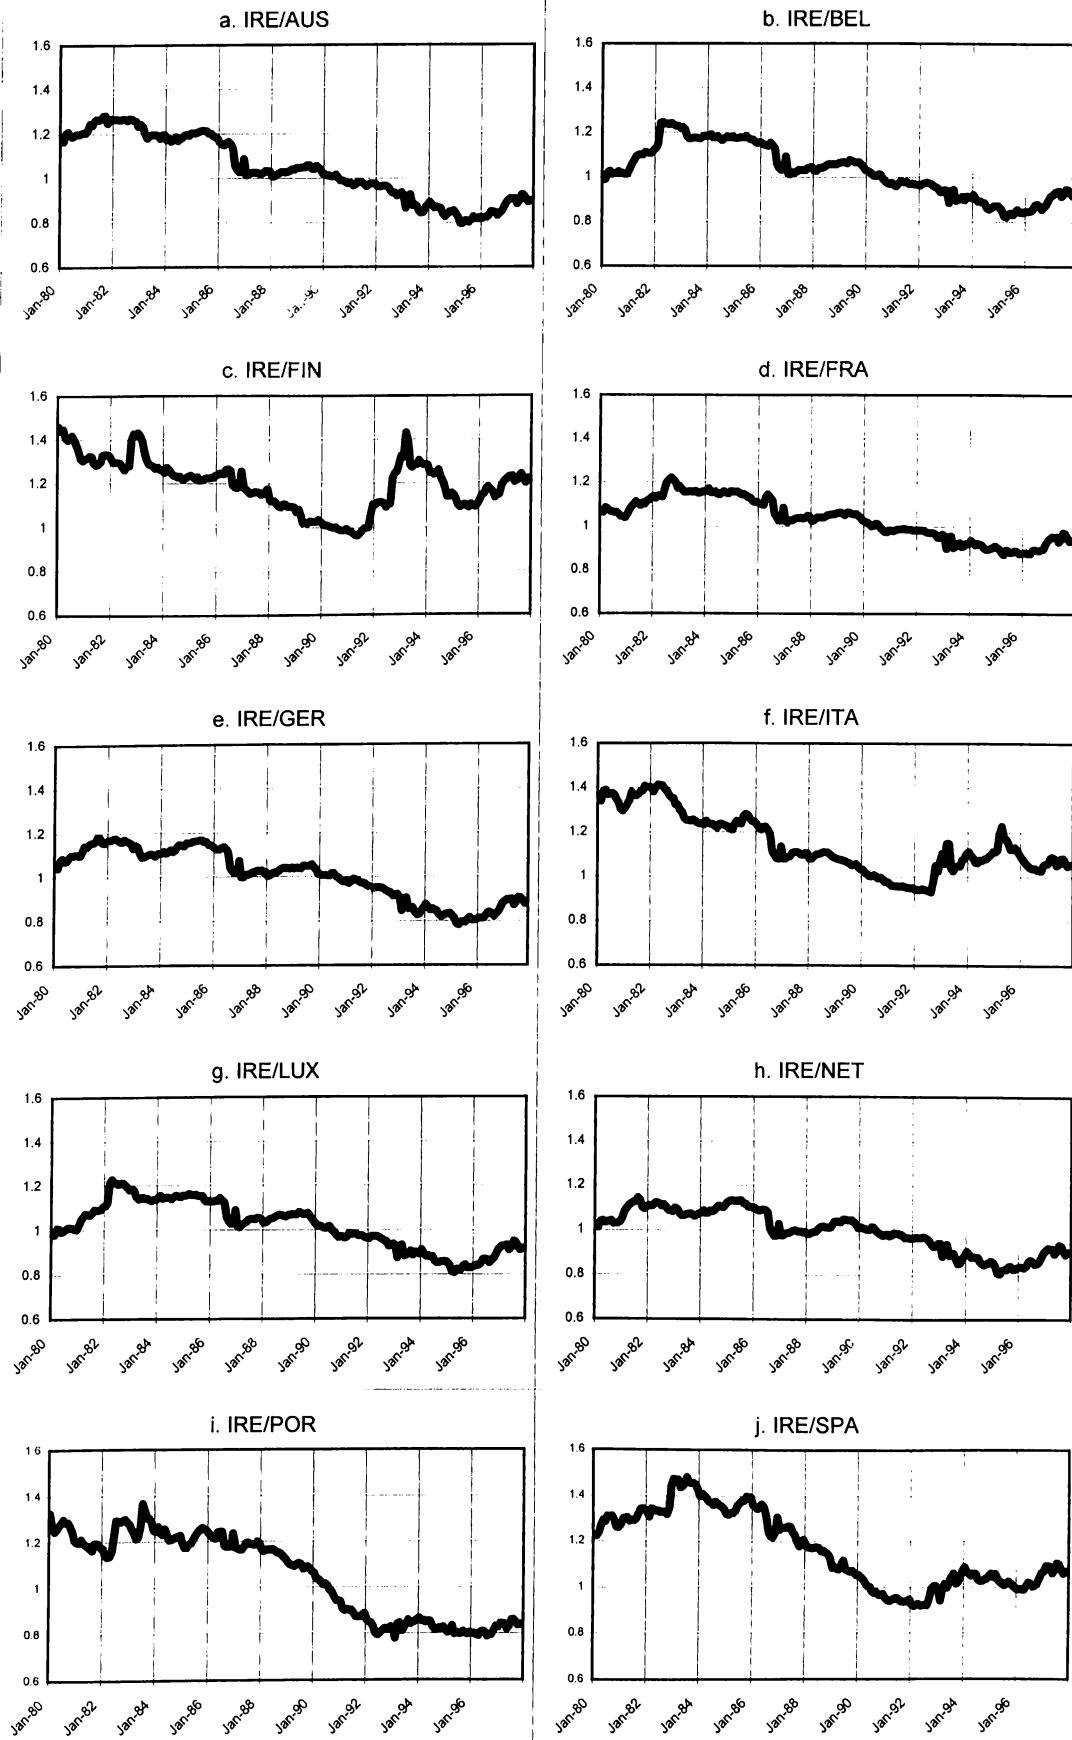 a. IRE/AUS
1.6
1.4
1.2
1
0.8
0.6
Jan-80
Jan-82
Jan-84
Jan-86
Jan-88
Jan-92
Jan-94
Jan-96
b. IRE/BEL
1.6
1.4
1.2
1
0.8
0.6
Jan-80
Jan-82
Jan-84
Jan-86
Jan-88
Jan-90
Jan-92
Jan-94
Jan-96
c. IRE/FIN
1.6
1.4
1.2
1
0.8
0.6
Jan-80
Jan-82
Jan-84
Jan-86
Jan-88
Jan-90
Jan-92
Jan-94
Jan-96
d. IRE/FRA
1.6
1.4
1.2
1
0.8
0.6
Jan-80
Jan-82
Jan-84
Jan-86
Jan-88
Jan-90
Jan-92
Jan-94
Jan-96
e. IRE/GER
1.6
1.4
1.2
1
0.8
0.6
Jan-80
Jan-82
Jan-84
Jan-86
Jan-88
Jan-90
Jan-92
Jan-94
Jan-96
f. IRE/ITA
1.6
1.4
1.2
1
0.8
0.6
Jan-80
Jan-82
Jan-84
Jan-86
Jan-88
Jan-90
Jan-92
Jan-94
Jan-96
g. IRE/LUX
1.6
1.4
1.2
1
0.8
0.6
Jan-80
Jan-82
Jan-84
Jan-86
Jan-88
Jan-90
Jan-92
Jan-94
Jan-96
h. IRE/NET
1.6
1.4
1.2
1
0.8
0.6
Jan-80
Jan-82
Jan-84
Jan-86
Jan-88
Jan-90
Jan-92
Jan-94
Jan-96
i. IRE/POR
1.6
1.4
1.2
1
0.8
0.6
Jan-80
Jan-82
Jan-84
Jan-86
Jan-88
Jan-90
Jan-92
Jan-94
Jan-96
j. IRE/SPA
1.6
1.4
1.2
1
0.8
0.6
Jan-80
Jan-82
Jan-84
Jan-86
Jan-88
Jan-90
Jan-92
Jan-94
Jan-96